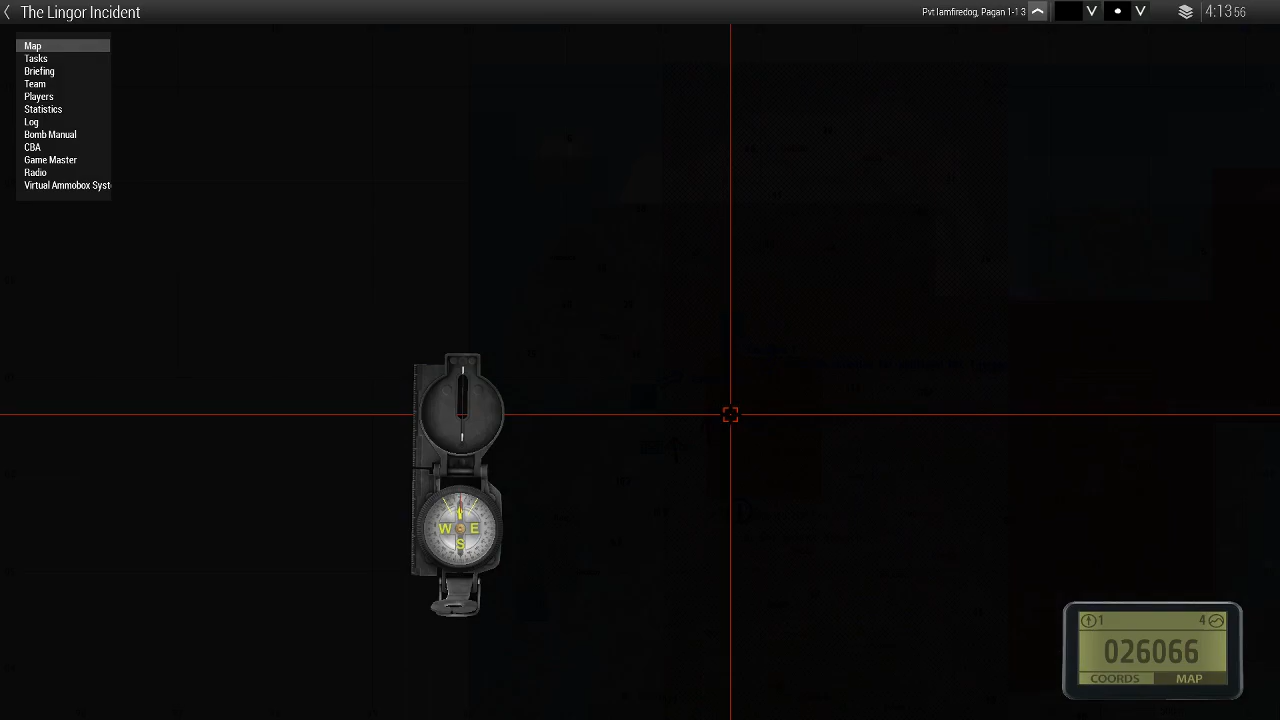 The Lingor Incident
Pvt Iamfiredog, Pagan 1-1 3
4:13 56
Map
Tasks
Briefing
Team
Players
Statistics
Log
Bomb Manual
CBA
Game Master
Radio
Virtual Ammobox Syst
W E
S
1 4
026066
COORDS MAP